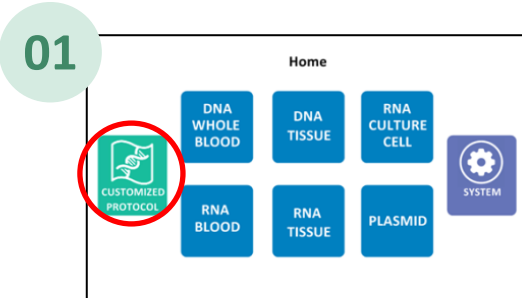 01
Home
DNA
WHOLE
BLOOD
DNA
TISSUE
RNA
CULTURE
CELL
CUSTOMIZED
PROTOCOL
SYSTEM
RNA
BLOOD
RNA
TISSUE
PLASMID